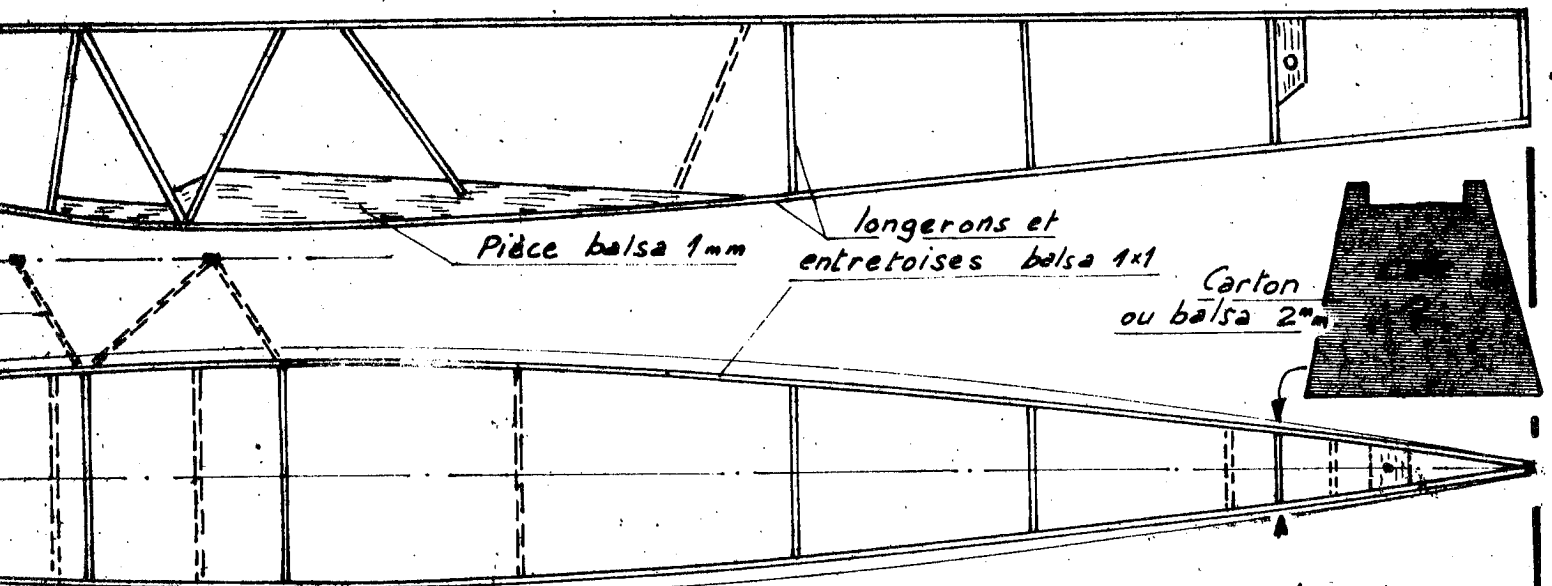 Pièce balsa 1mm
longerons et
entretoises balsa 1x1
Carton
ou balsa 2mm